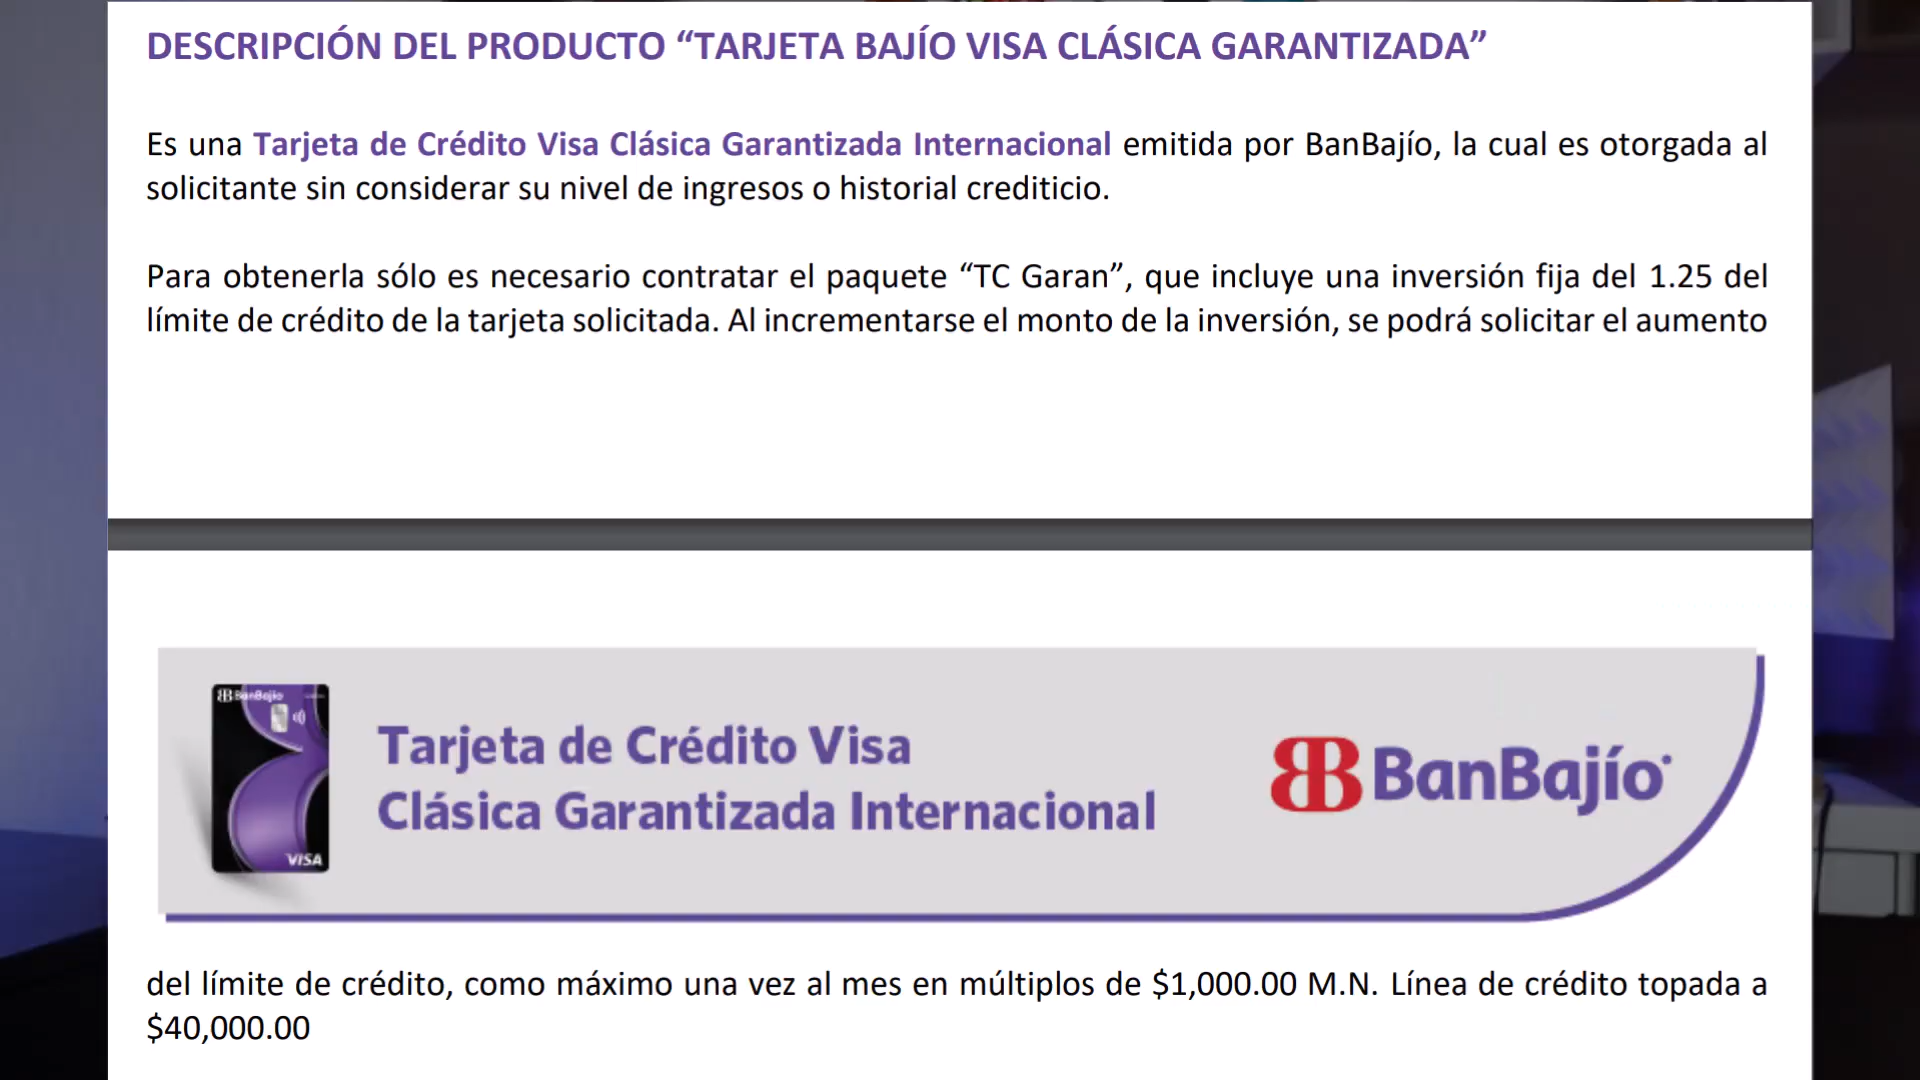 DESCRIPCIÓN DEL PRODUCTO “TARJETA BAJÍO VISA CLÁSICA GARANTIZADA”
Es una Tarjeta de Crédito Visa Clásica Garantizada Internacional emitida por BanBajío, la cual es otorgada al
solicitante sin considerar su nivel de ingresos o historial crediticio.
Para obtenerla sólo es necesario contratar el paquete “TC Garan”, que incluye una inversión fija del 1.25 del
límite de crédito de la tarjeta solicitada. Al incrementarse el monto de la inversión, se podrá solicitar el aumento
BanBajío
VISA
Tarjeta de Crédito Visa
Clásica Garantizada Internacional
BanBajío
del límite de crédito, como máximo una vez al mes en múltiplos de $1,000.00 M.N. Línea de crédito topada a
$40,000.00